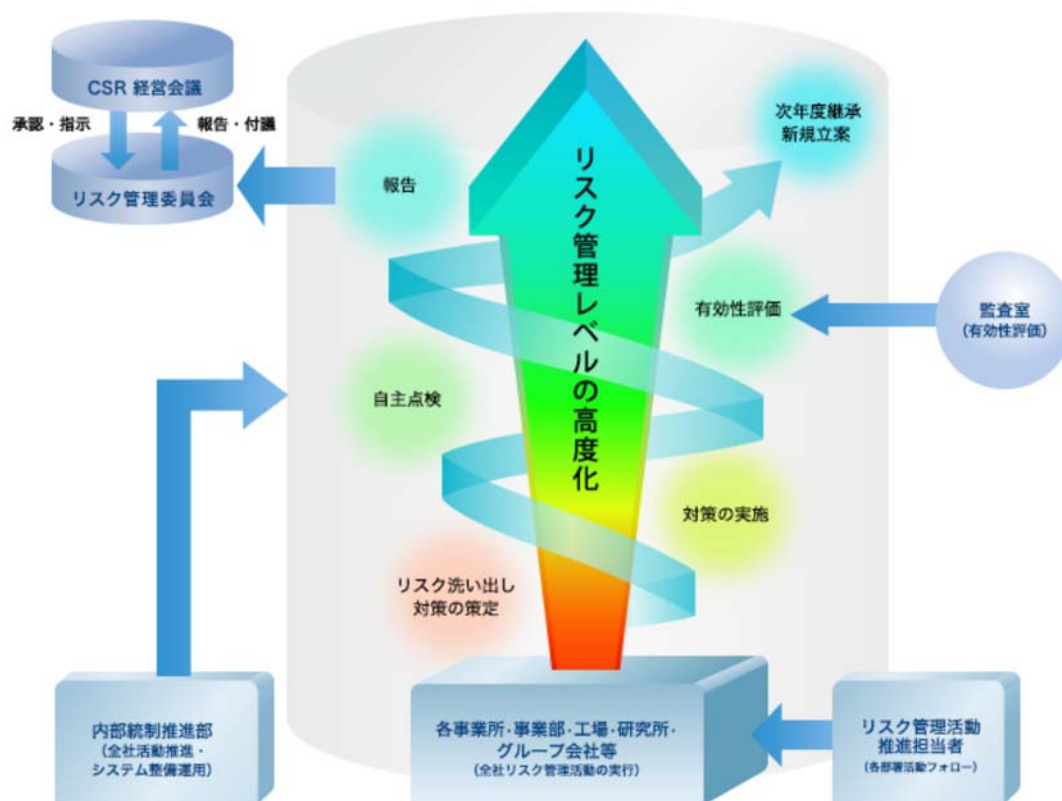 CSR 経営会議
承認・指示
報告・付議
リスク管理委員会
報告
次年度継承
新規立案
リスク管理レベルの高度化
有効性評価
監査室
(有効性評価)
自主点検
対策の実施
リスク洗い出し
対策の策定
内部統制推進部
(全社活動推進・
システム整備運用)
各事業所・事業部・工場・研究所・
グループ会社等
(全社リスク管理活動の実行)
リスク管理活動
推進担当者
(各部署活動フォロー)